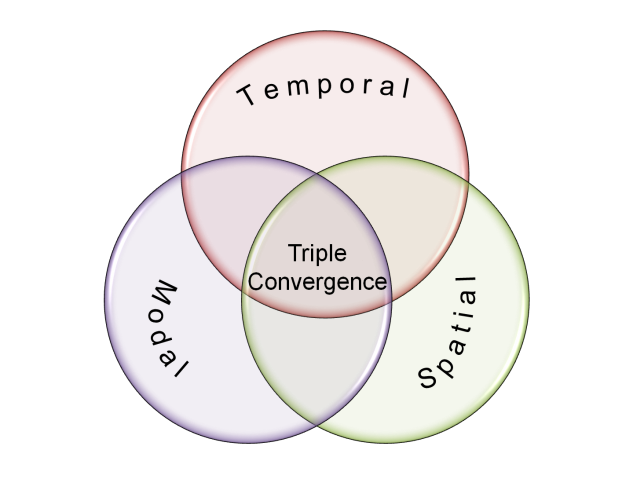 Temporal
Triple
Convergence
Modal
Spatial